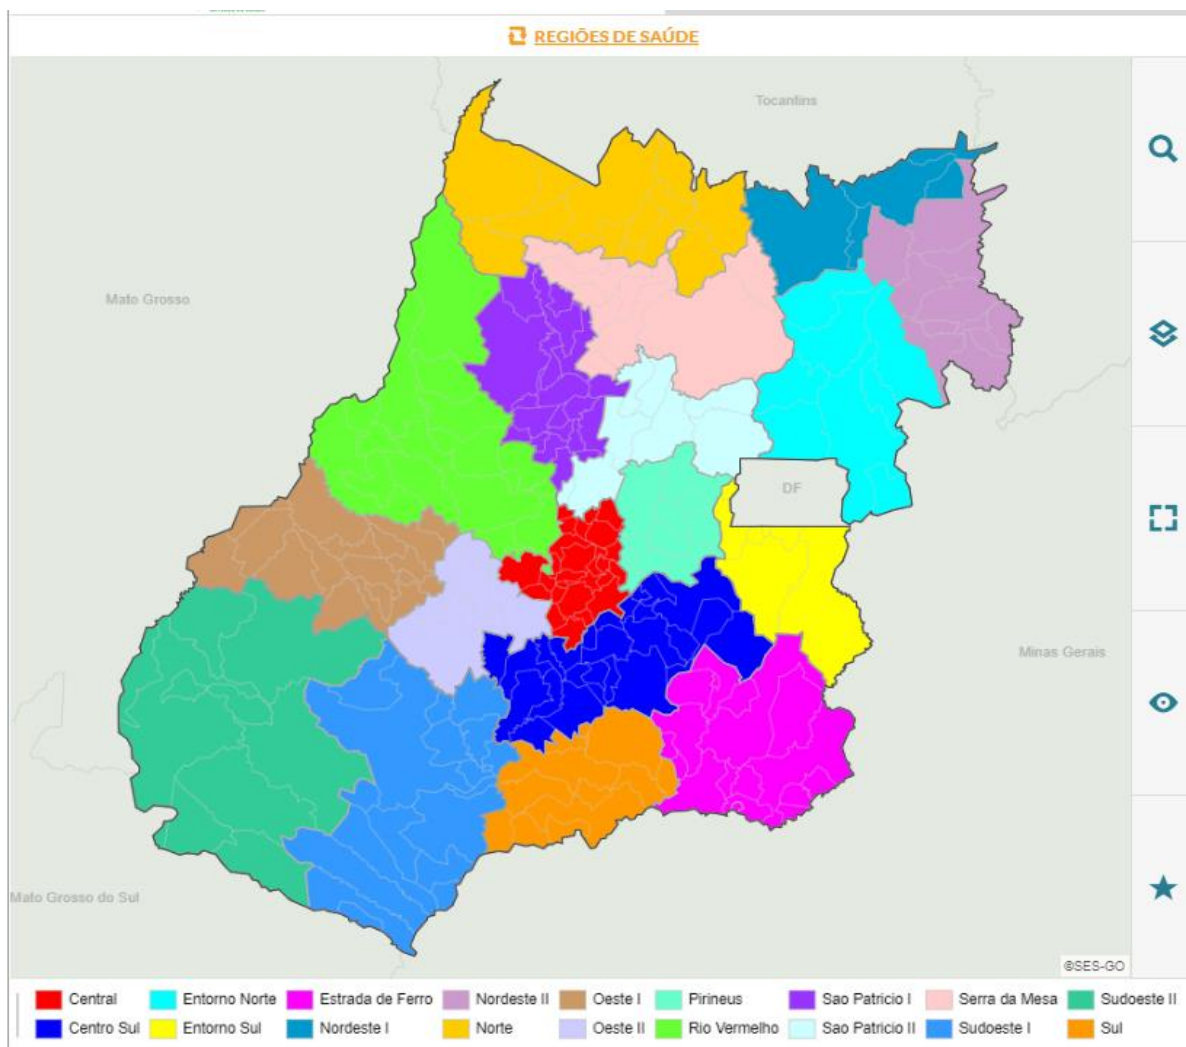 REGIÕES DE SAÚDE
Tocantins
Mato Grosso
DF
Minas Gerais
Mato Grosso do Sul
©SES-GO
Central Entorno Norte Estrada de Ferro Nordeste II Oeste I Pirineus Sao Patricio I Serra da Mesa Sudoeste II
Centro Sul Entorno Sul Nordeste I Norte Oeste II Rio Vermelho Sao Patricio II Sudoeste I Sul